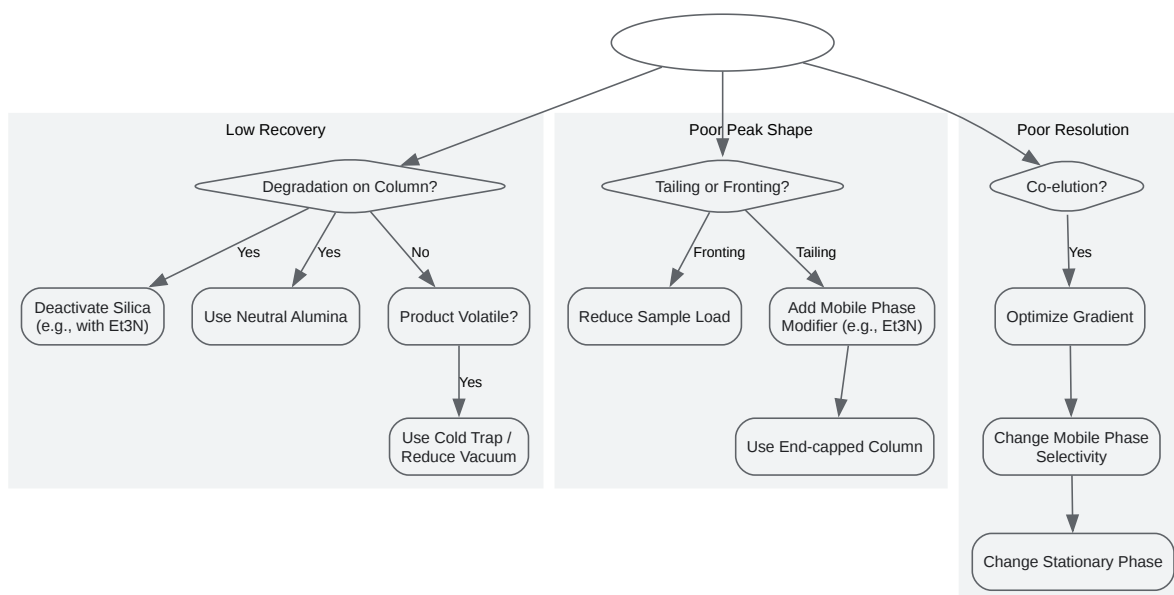 Low Recovery
Degradation on Column?
Yes
Yes
No
Deactivate Silica
(e.g., with Et3N)
Use Neutral Alumina
Product Volatile?
Yes
Use Cold Trap /
Reduce Vacuum
Poor Peak Shape
Tailing or Fronting?
Fronting
Tailing
Reduce Sample Load
Add Mobile Phase
Modifier (e.g., Et3N)
Use End-capped Column
Poor Resolution
Co-elution?
Yes
Optimize Gradient
Change Mobile Phase
Selectivity
Change Stationary Phase